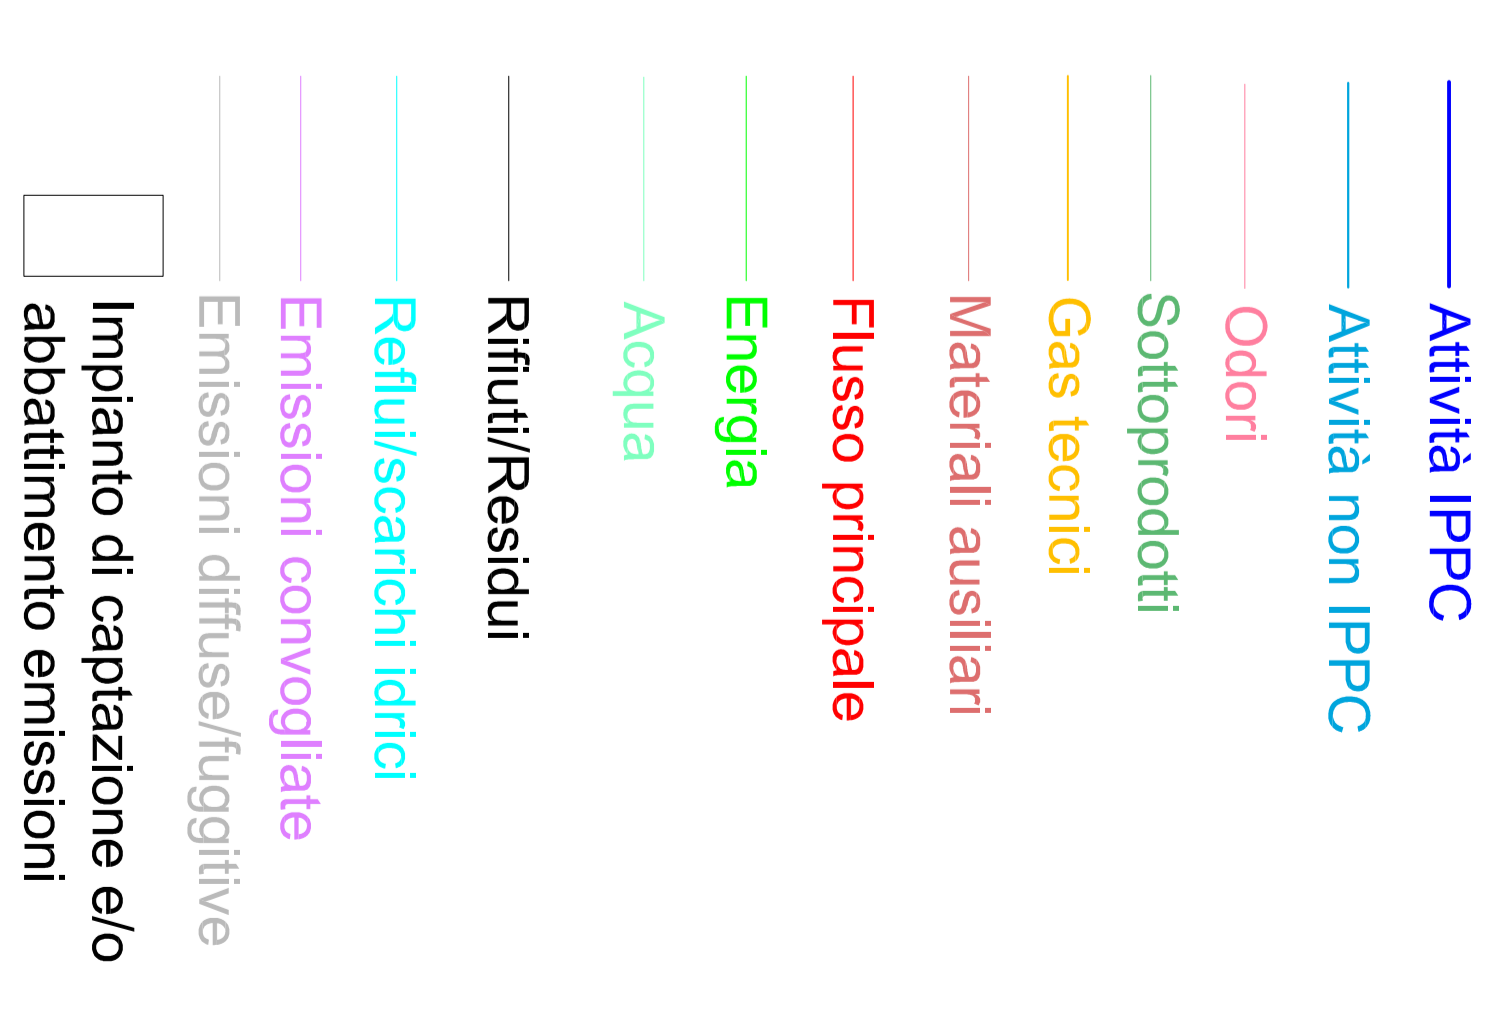 Attività IPPC
Attività non IPPC
Odori
Sottoprodotti
Gas tecnici
Materiali ausiliari
Flusso principale
Energia
Acqua
Rifiuti/Residui
Reflui/scarichi idrici
Emissioni convogliate
Emissioni diffuse/fuggitive
Impianto di captazione e/o
abbattimento emissioni